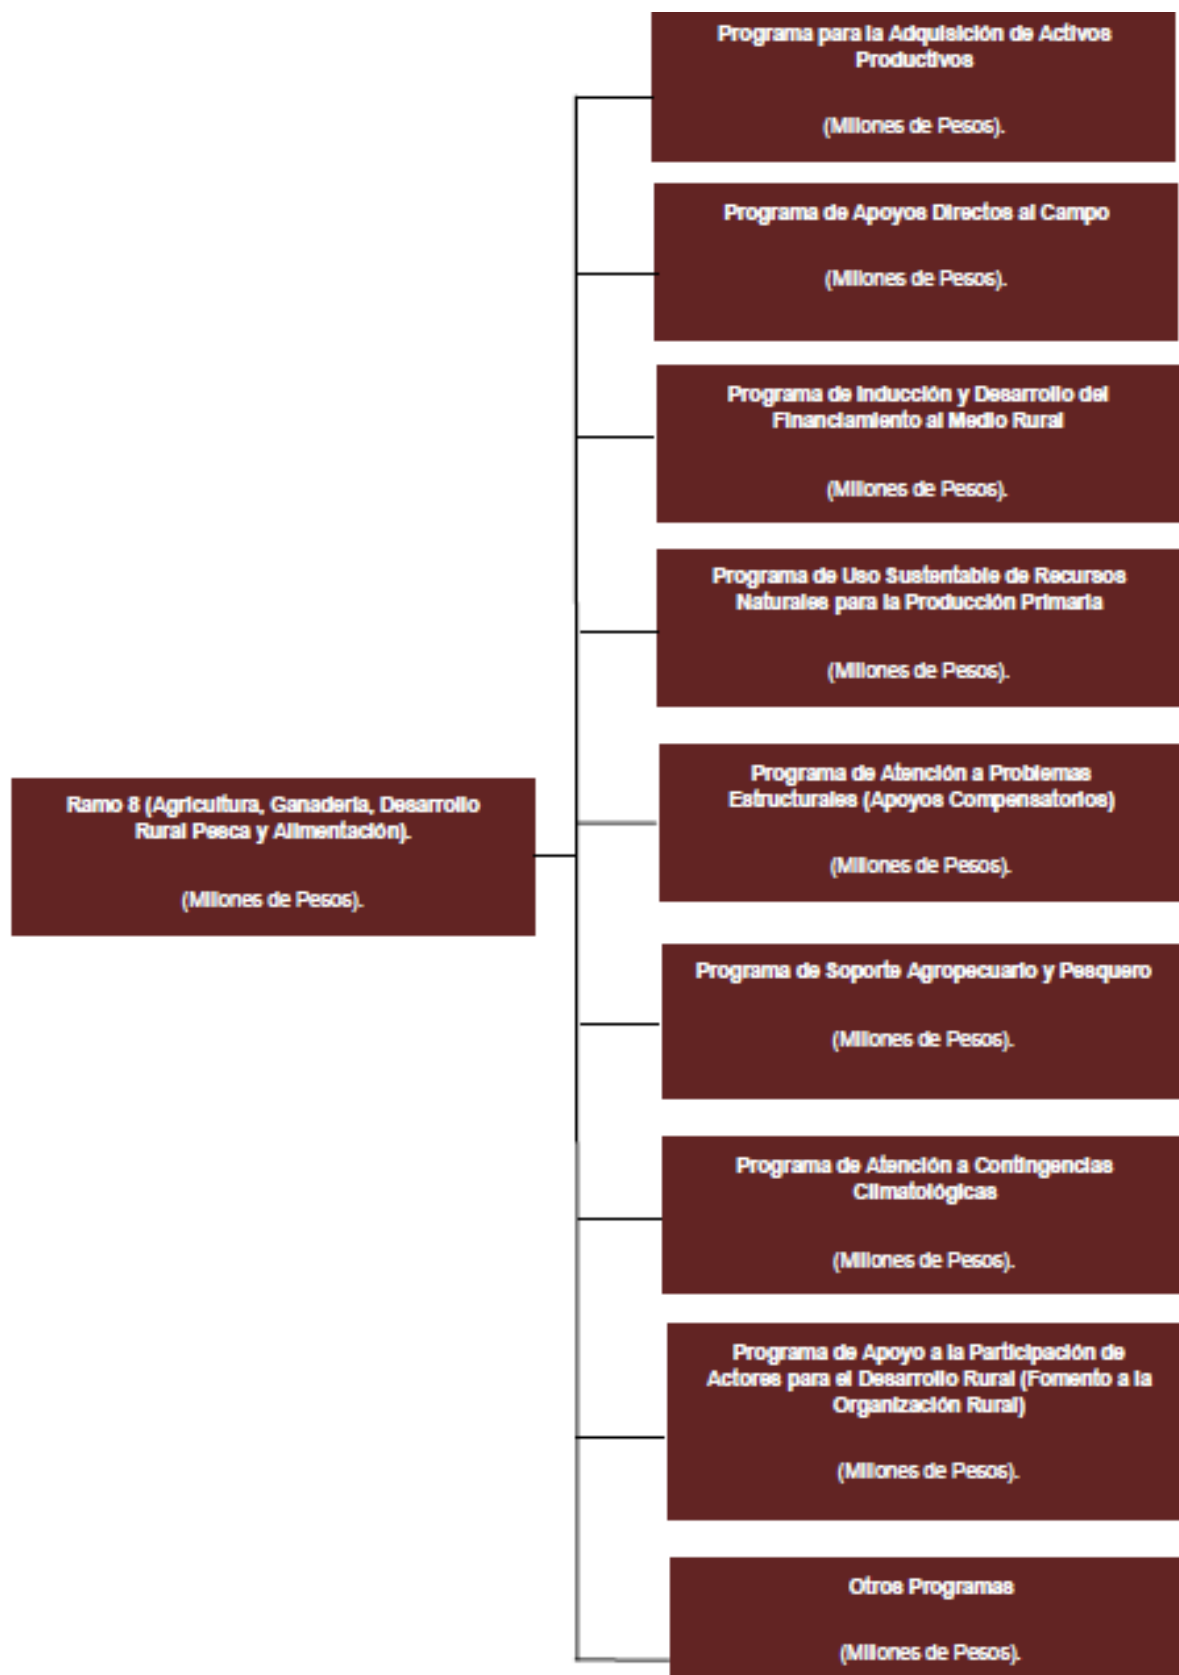 Programa para la Adquisición de Activos
Productivos
(Millones de Pesos).
Programa de Apoyos Directos al Campo
(Millones de Pesos).
Programa de Inducción y Desarrollo del
Financiamiento al Medio Rural
(Millones de Pesos).
Programa de Uso Sustentable de Recursos
Naturales para la Producción Primaria
(Millones de Pesos).
Programa de Atención a Problemas
Estructurales (Apoyos Compensatorios)
(Millones de Pesos).
Ramo 8 (Agricultura, Ganadería, Desarrollo
Rural Pesca y Alimentación).
(Millones de Pesos).
Programa de Soporte Agropecuario y Pesquero
(Millones de Pesos).
Programa de Atención a Contingencias
Climatológicas
(Millones de Pesos).
Programa de Apoyo a la Participación de
Actores para el Desarrollo Rural (Fomento a la
Organización Rural)
(Millones de Pesos).
Otros Programas
(Millones de Pesos).